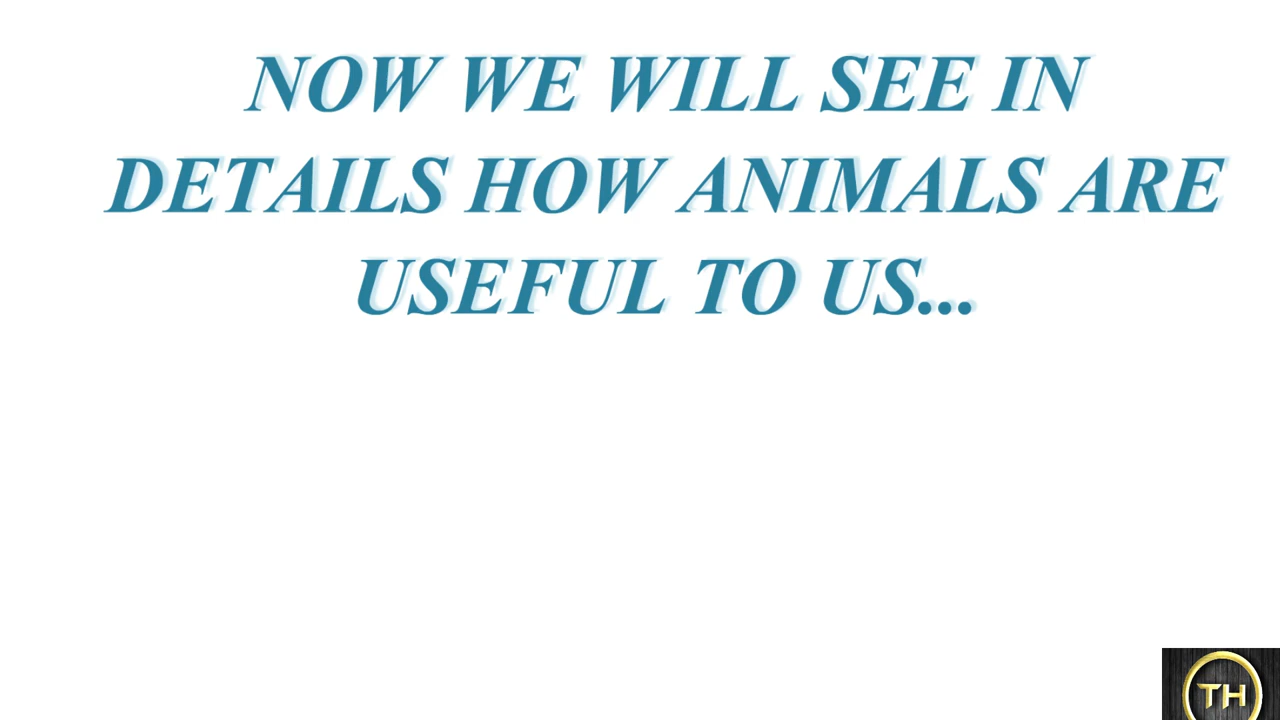 NOW WE WILL SEE IN
DETAILS HOW ANIMALS ARE
USEFUL TO US...
TH